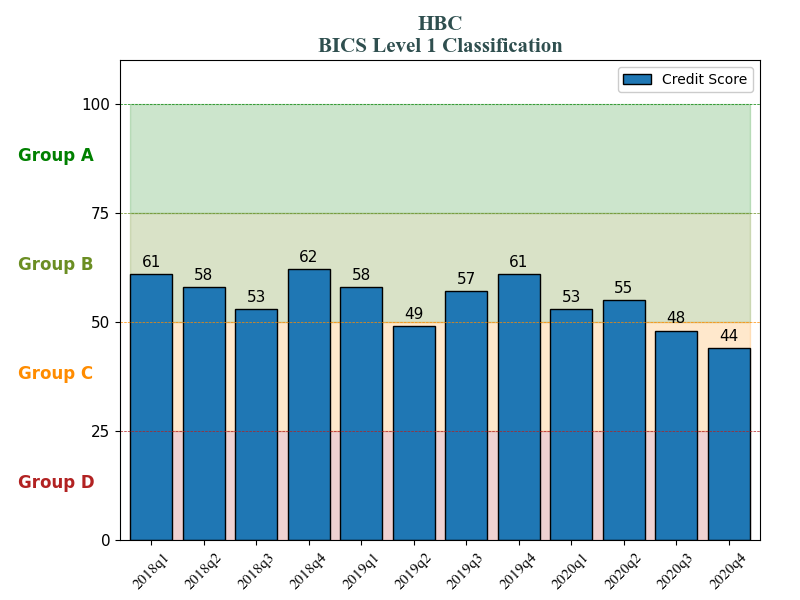 HBC
BICS Level 1 Classification
Credit Score
100
Group A
75
Group B
50
Group C
25
Group D
0
61
58
53
62
58
49
57
61
53
55
48
44
2018q1
2018q2
2018q3
2018q4
2019q1
2019q2
2019q3
2019q4
2020q1
2020q2
2020q3
2020q4